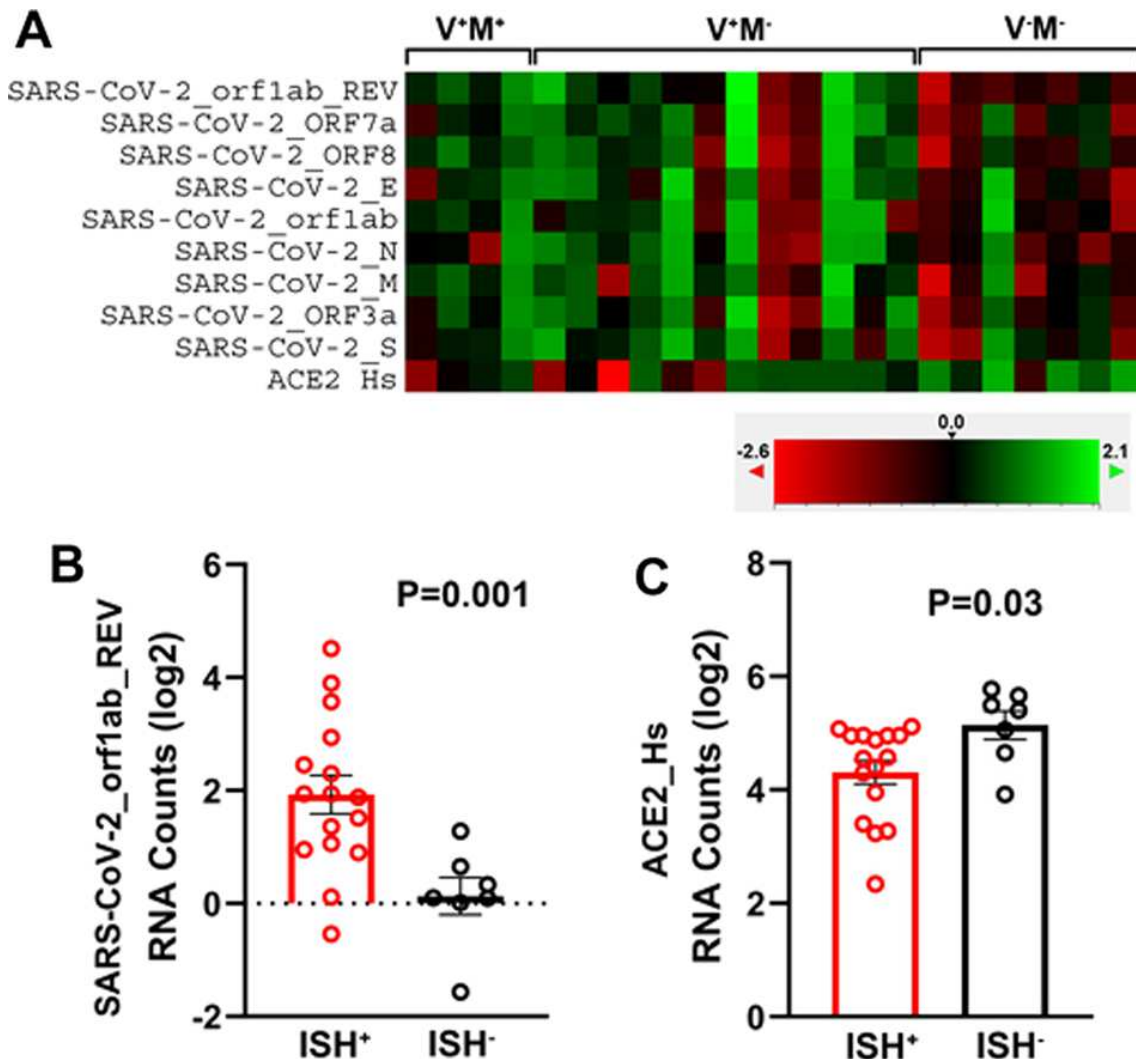 A
V⁺M⁺ V⁺M⁻ V⁻M⁻
SARS-CoV-2_orf1ab_REV
SARS-CoV-2_ORF7a
SARS-CoV-2_ORF8
SARS-CoV-2_E
SARS-CoV-2_orf1ab
SARS-CoV-2_N
SARS-CoV-2_M
SARS-CoV-2_ORF3a
SARS-CoV-2_S
ACE2_Hs
0.0
-2.6 2.1
B
SARS-CoV-2_orf1ab_REV
RNA Counts (log2)
6
4
2
0
-2
P=0.001
ISH⁺ ISH⁻
C
ACE2_Hs
RNA Counts (log2)
8
6
4
2
0
P=0.03
ISH⁺ ISH⁻